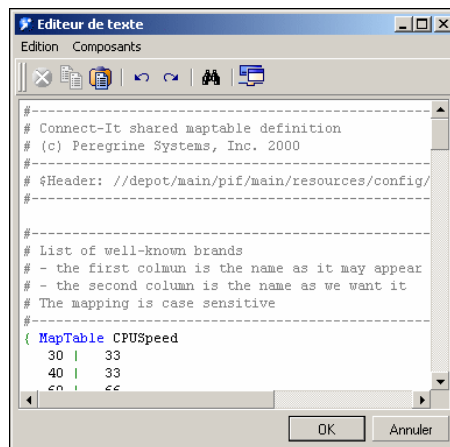 Editeur de texte
Edition Composants
#--------------------------------------------------
# Connect-It shared maptable definition
# (c) Peregrine Systems, Inc. 2000
#--------------------------------------------------
# $Header: //depot/main/pif/main/resources/config/
#--------------------------------------------------
#--------------------------------------------------
# List of well-known brands
# - the first colmun is the name as it may appear
# - the second column is the name as we want it
# The mapping is case sensitive
#--------------------------------------------------
{ MapTable CPUSpeed
30 | 33
40 | 33
60 | 66
OK Annuler